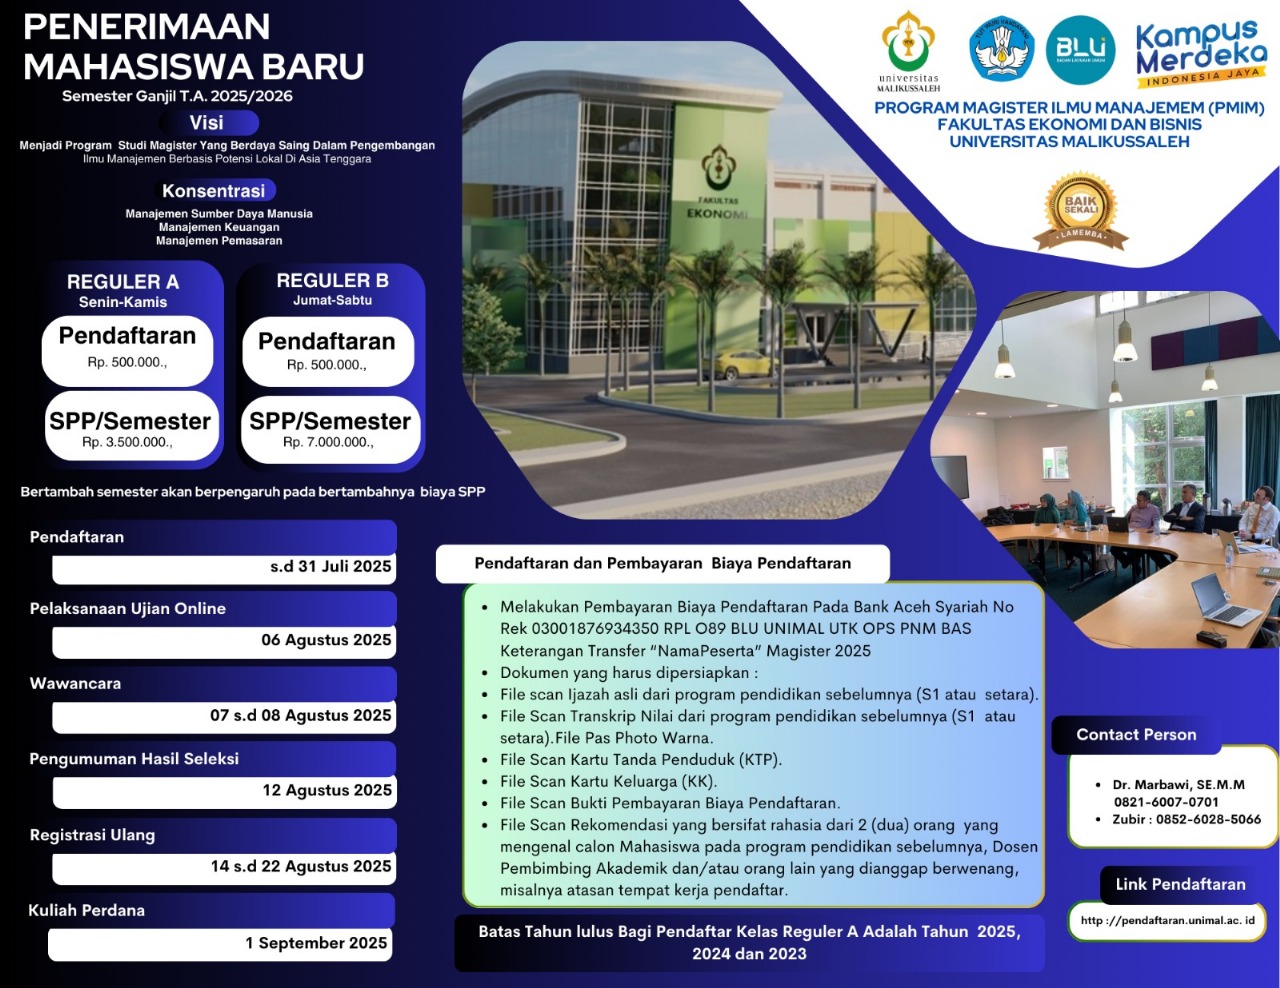 PENERIMAAN
MAHASISWA BARU
Semester Ganjil T.A. 2025/2026
Visi
Menjadi Program Studi Magister Yang Berdaya Saing Dalam Pengembangan
Ilmu Manajemen Berbasis Potensi Lokal Di Asia Tenggara
Konsentrasi
Manajemen Sumber Daya Manusia
Manajemen Keuangan
Manajemen Pemasaran
REGULER A
Senin-Kamis
Pendaftaran
Rp. 500.000.,
SPP/Semester
Rp. 3.500.000.,
REGULER B
Jumat-Sabtu
Pendaftaran
Rp. 500.000.,
SPP/Semester
Rp. 7.000.000.,
Bertambah semester akan berpengaruh pada bertambahnya biaya SPP
Pendaftaran
s.d 31 Juli 2025
Pelaksanaan Ujian Online
06 Agustus 2025
Wawancara
07 s.d 08 Agustus 2025
Pengumuman Hasil Seleksi
12 Agustus 2025
Registrasi Ulang
14 s.d 22 Agustus 2025
Kuliah Perdana
1 September 2025
FAKULTAS
EKONOMI
universitas
MALIKUSSALEH
TUT WURI HANDAYANI
BLU
BADAN LAYANAN UMUM
Kampus
Merdeka
INDONESIA JAYA
PROGRAM MAGISTER ILMU MANAJEMEM (PMIM)
FAKULTAS EKONOMI DAN BISNIS
UNIVERSITAS MALIKUSSALEH
BAIK
SEKALI
LAMEMBA
Pendaftaran dan Pembayaran Biaya Pendaftaran
• Melakukan Pembayaran Biaya Pendaftaran Pada Bank Aceh Syariah No
Rek 03001876934350 RPL O89 BLU UNIMAL UTK OPS PNM BAS
Keterangan Transfer “NamaPeserta” Magister 2025
• Dokumen yang harus dipersiapkan :
• File scan Ijazah asli dari program pendidikan sebelumnya (S1 atau setara).
• File Scan Transkrip Nilai dari program pendidikan sebelumnya (S1 atau
setara).File Pas Photo Warna.
• File Scan Kartu Tanda Penduduk (KTP).
• File Scan Kartu Keluarga (KK).
• File Scan Bukti Pembayaran Biaya Pendaftaran.
• File Scan Rekomendasi yang bersifat rahasia dari 2 (dua) orang yang
mengenal calon Mahasiswa pada program pendidikan sebelumnya, Dosen
Pembimbing Akademik dan/atau orang lain yang dianggap berwenang,
misalnya atasan tempat kerja pendaftar.
Batas Tahun lulus Bagi Pendaftar Kelas Reguler A Adalah Tahun 2025,
2024 dan 2023
Contact Person
• Dr. Marbawi, SE.M.M
0821-6007-0701
• Zubir : 0852-6028-5066
Link Pendaftaran
http ://pendaftaran.unimal.ac. id